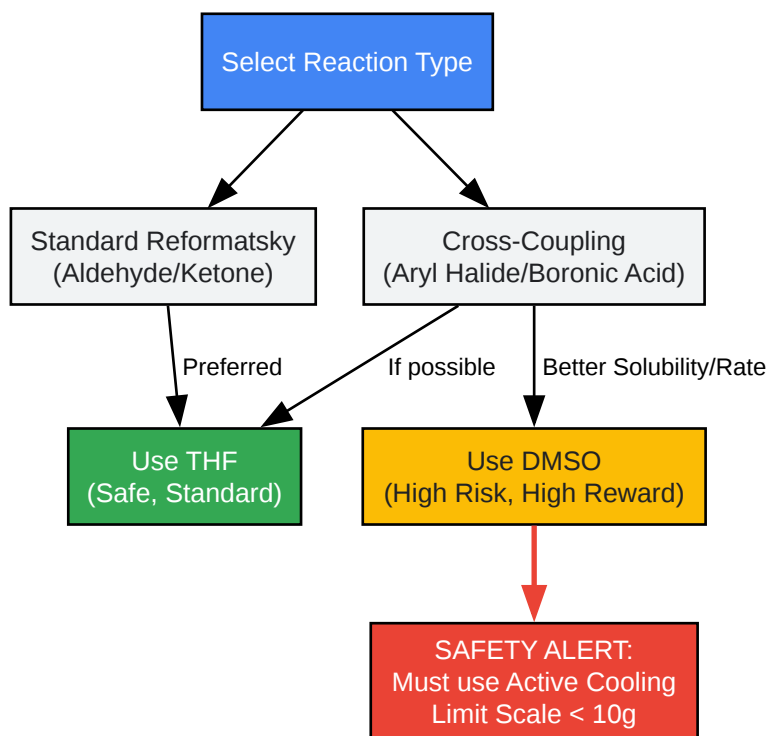 Select Reaction Type
Standard Reformatsky
(Aldehyde/Ketone)
Cross-Coupling
(Aryl Halide/Boronic Acid)
Preferred
If possible
Better Solubility/Rate
Use THF
(Safe, Standard)
Use DMSO
(High Risk, High Reward)
SAFETY ALERT:
Must use Active Cooling
Limit Scale < 10g